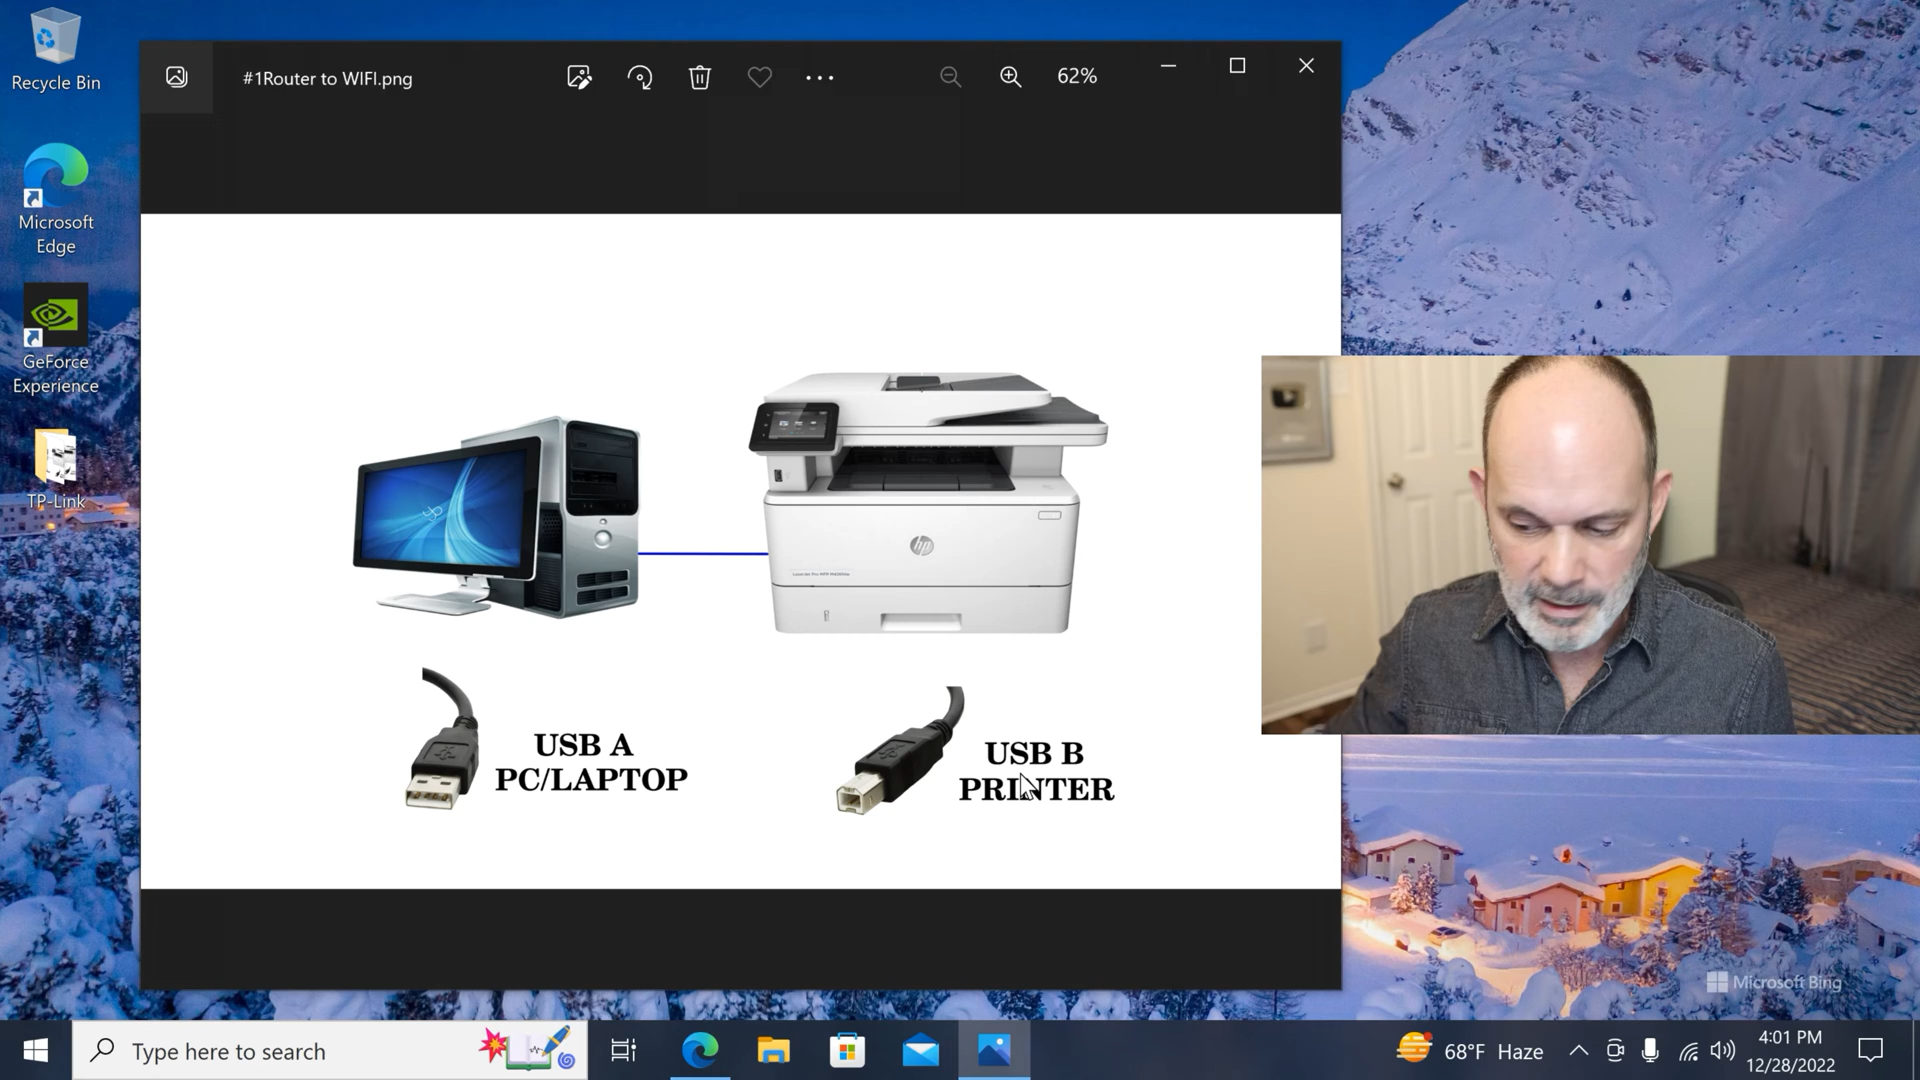 Recycle Bin
#1Router to WIFI.png
62%
Microsoft
Edge
GeForce
Experience
TP-Link
hp
USB A
PC/LAPTOP
USB B
PRINTER
Microsoft Bing
Type here to search
68°F Haze
4:01 PM
12/28/2022